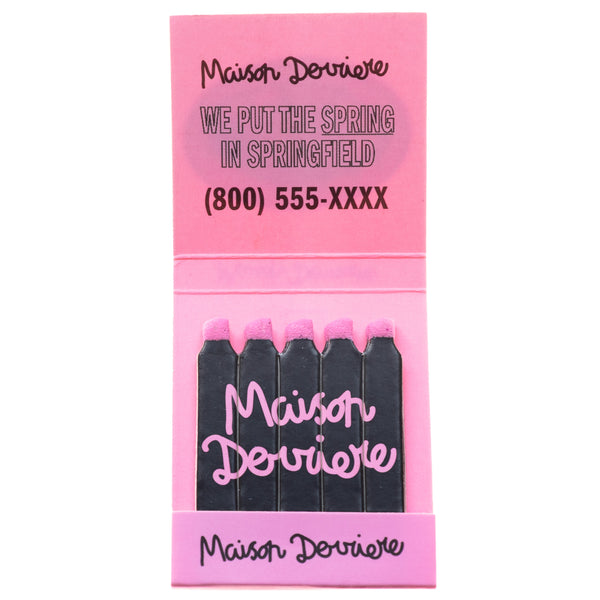 Maison Derriere
WE PUT THE SPRING
IN SPRINGFIELD
(800) 555-XXXX
Maison
Derriere
Maison Derriere